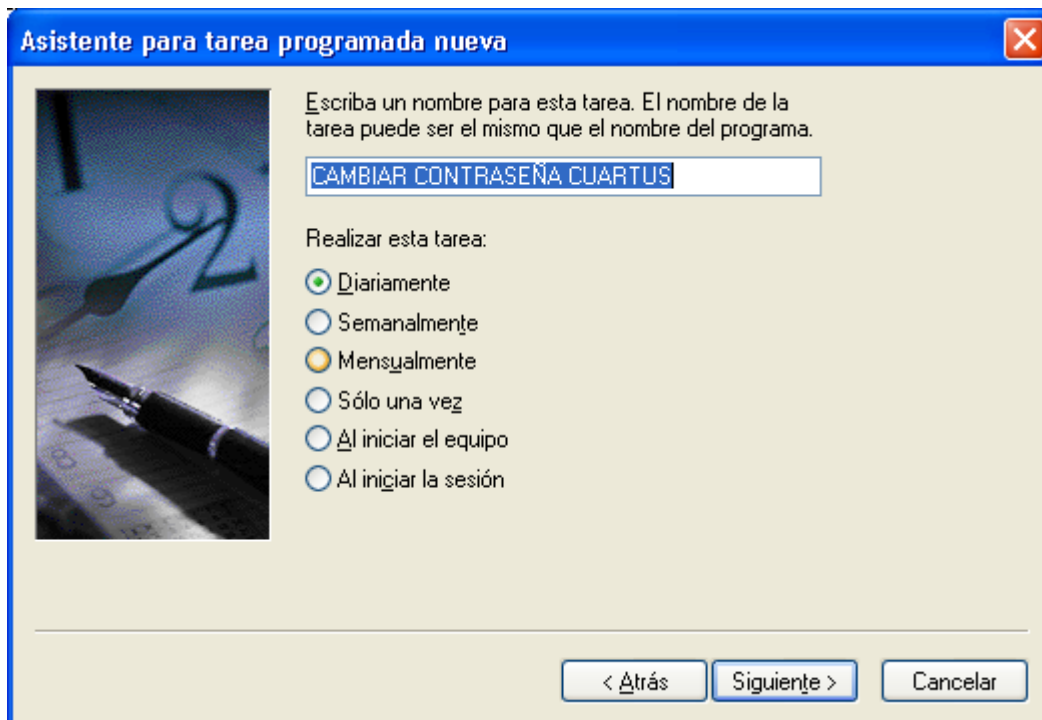 Asistente para tarea programada nueva
Escriba un nombre para esta tarea. El nombre de la
tarea puede ser el mismo que el nombre del programa.
CAMBIAR CONTRASEÑA CUARTUS
Realizar esta tarea:
Diariamente
Semanalmente
Mensualmente
Sólo una vez
Al iniciar el equipo
Al iniciar la sesión
< Atrás
Siguiente >
Cancelar